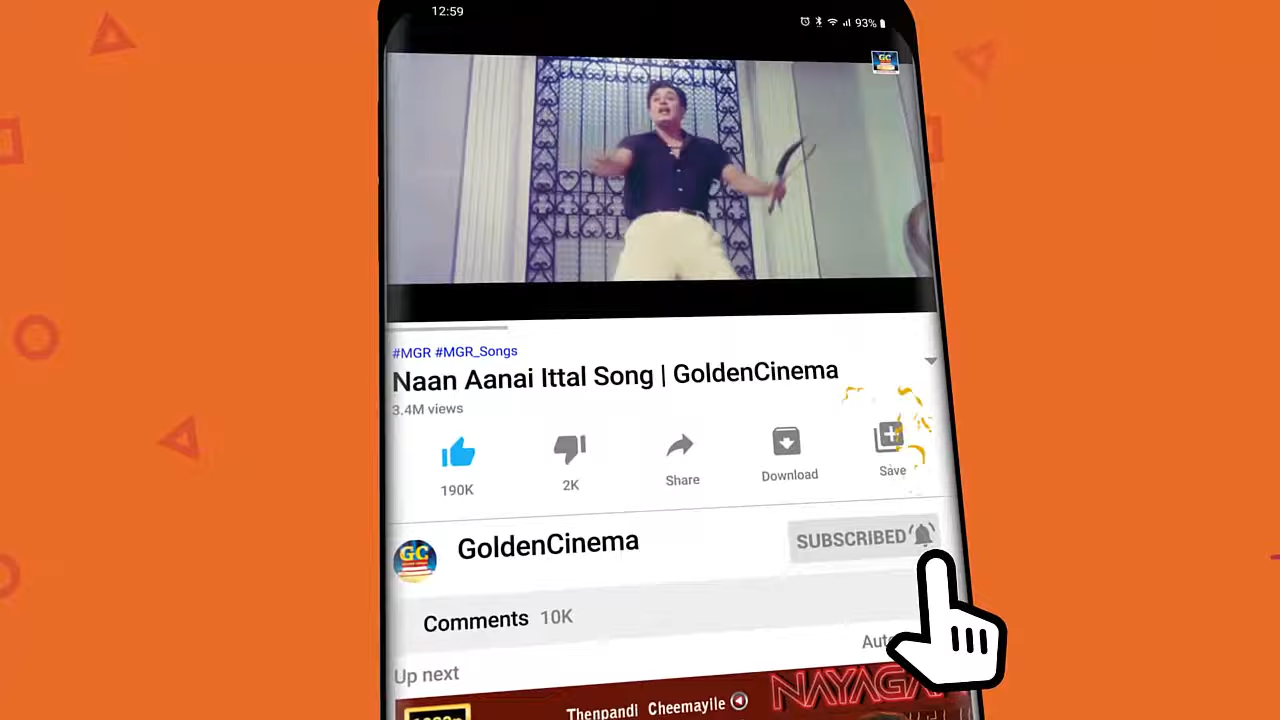 12:59
93%
GC
#MGR #MGR_Songs
Naan Aanai Ittal Song | GoldenCinema
3.4M views
190K
2K
Share
Download
Save
GC
GoldenCinema
SUBSCRIBED
Comments 10K
Up next
Thenpandi Cheemayile